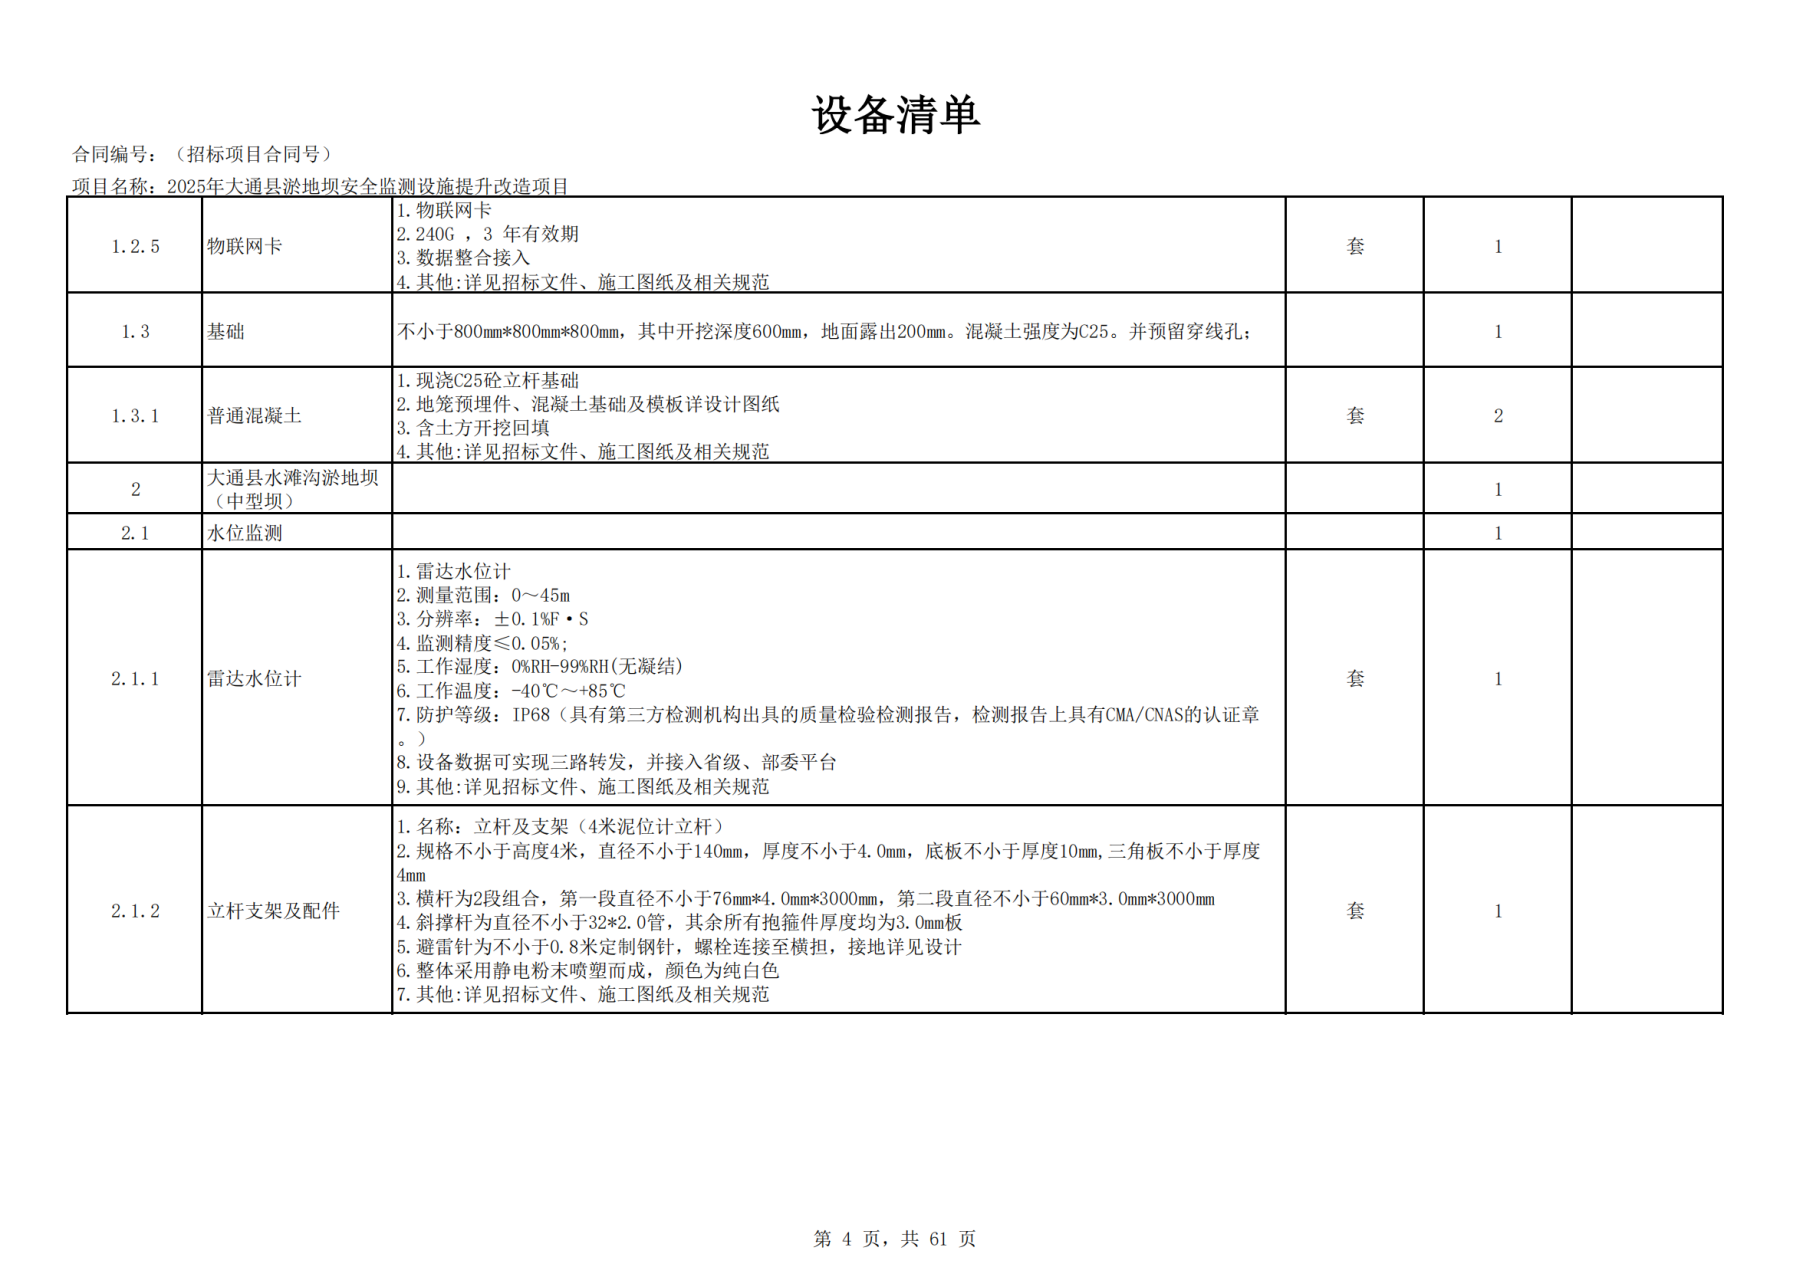 设备清单
合同编号：（招标项目合同号）
项目名称：2025年大通县淤地坝安全监测设施提升改造项目
1.2.5 物联网卡 1.物联网卡
2.240G ，3 年有效期
3.数据整合接入
4.其他:详见招标文件、施工图纸及相关规范 套 1
1.3 基础 不小于800mm*800mm*800mm，其中开挖深度600mm，地面露出200mm。混凝土强度为C25。并预留穿线孔； 1
1.3.1 普通混凝土 1.现浇C25砼立杆基础
2.地笼预埋件、混凝土基础及模板详设计图纸
3.含土方开挖回填
4.其他:详见招标文件、施工图纸及相关规范 套 2
2 大通县水滩沟淤地坝
（中型坝） 1
2.1 水位监测 1
2.1.1 雷达水位计 1.雷达水位计
2.测量范围：0～45m
3.分辨率：±0.1%F·S
4.监测精度≤0.05%;
5.工作湿度：0%RH-99%RH(无凝结)
6.工作温度：-40℃～+85℃
7.防护等级：IP68（具有第三方检测机构出具的质量检验检测报告，检测报告上具有CMA/CNAS的认证章
。）
8.设备数据可实现三路转发，并接入省级、部委平台
9.其他:详见招标文件、施工图纸及相关规范 套 1
2.1.2 立杆支架及配件 1.名称：立杆及支架（4米泥位计立杆）
2.规格不小于高度4米，直径不小于140mm，厚度不小于4.0mm，底板不小于厚度10mm,三角板不小于厚度
4mm
3.横杆为2段组合，第一段直径不小于76mm*4.0mm*3000mm，第二段直径不小于60mm*3.0mm*3000mm
4.斜撑杆为直径不小于32*2.0管，其余所有抱箍件厚度均为3.0mm板
5.避雷针为不小于0.8米定制钢针，螺栓连接至横担，接地详见设计
6.整体采用静电粉末喷塑而成，颜色为纯白色
7.其他:详见招标文件、施工图纸及相关规范 套 1
第 4 页，共 61 页